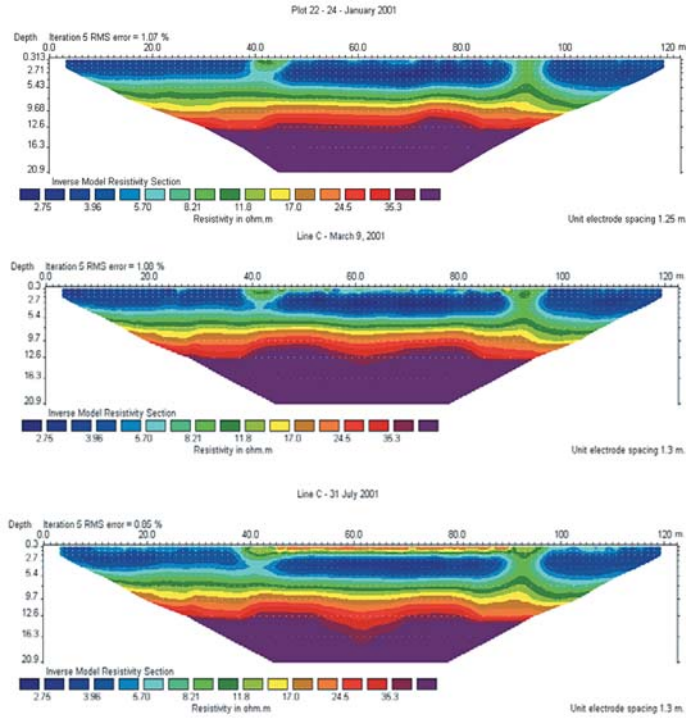 Plot 22 - 24 - January 2001
Depth Iteration 5 RMS error = 1.07 %
0.0 20.0 40.0 60.0 80.0 100 120 m
0.313
2.71
5.43
9.68
12.6
16.3
20.9
Inverse Model Resistivity Section
2.75 3.96 5.70 8.21 11.8 17.0 24.5 35.3
Resistivity in ohm.m
Unit electrode spacing 1.25 m.
Line C - March 9, 2001
Depth Iteration 5 RMS error = 1.00 %
0.0 20.0 40.0 60.0 80.0 100 120 m
0.3
2.7
5.4
9.7
12.6
16.3
20.9
Inverse Model Resistivity Section
2.75 3.96 5.70 8.21 11.8 17.0 24.5 35.3
Resistivity in ohm.m
Unit electrode spacing 1.3 m.
Line C - 31 July 2001
Depth Iteration 5 RMS error = 0.85 %
0.0 20.0 40.0 60.0 80.0 100 120 m
0.3
2.7
5.4
9.7
12.6
16.3
20.9
Inverse Model Resistivity Section
2.75 3.96 5.70 8.21 11.8 17.0 24.5 35.3
Resistivity in ohm.m
Unit electrode spacing 1.3 m.